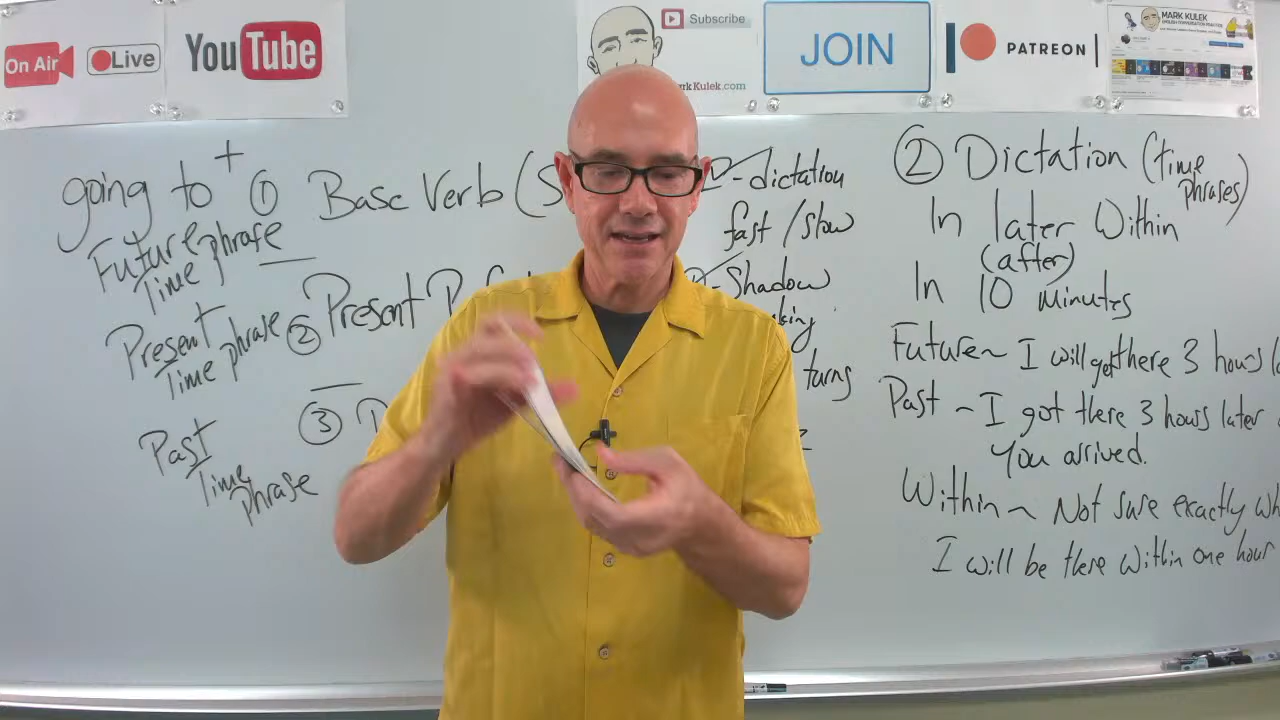 On Air
Live
YouTube
Subscribe
MarkKulek.com
JOIN
PATREON
MARK KULEK
going to +
① Base Verb (S
Future
Time phrase
② Present P
Present
Time phrase
③
Past
Time
phrase
-dictation
fast / slow
-Shadow
turns
② Dictation (time
phrases)
In later Within
(after)
In 10 minutes
Future ~ I will get there 3 hours
Past ~ I got there 3 hours later
You arrived.
Within ~ Not sure exactly wh
I will be there within one hour